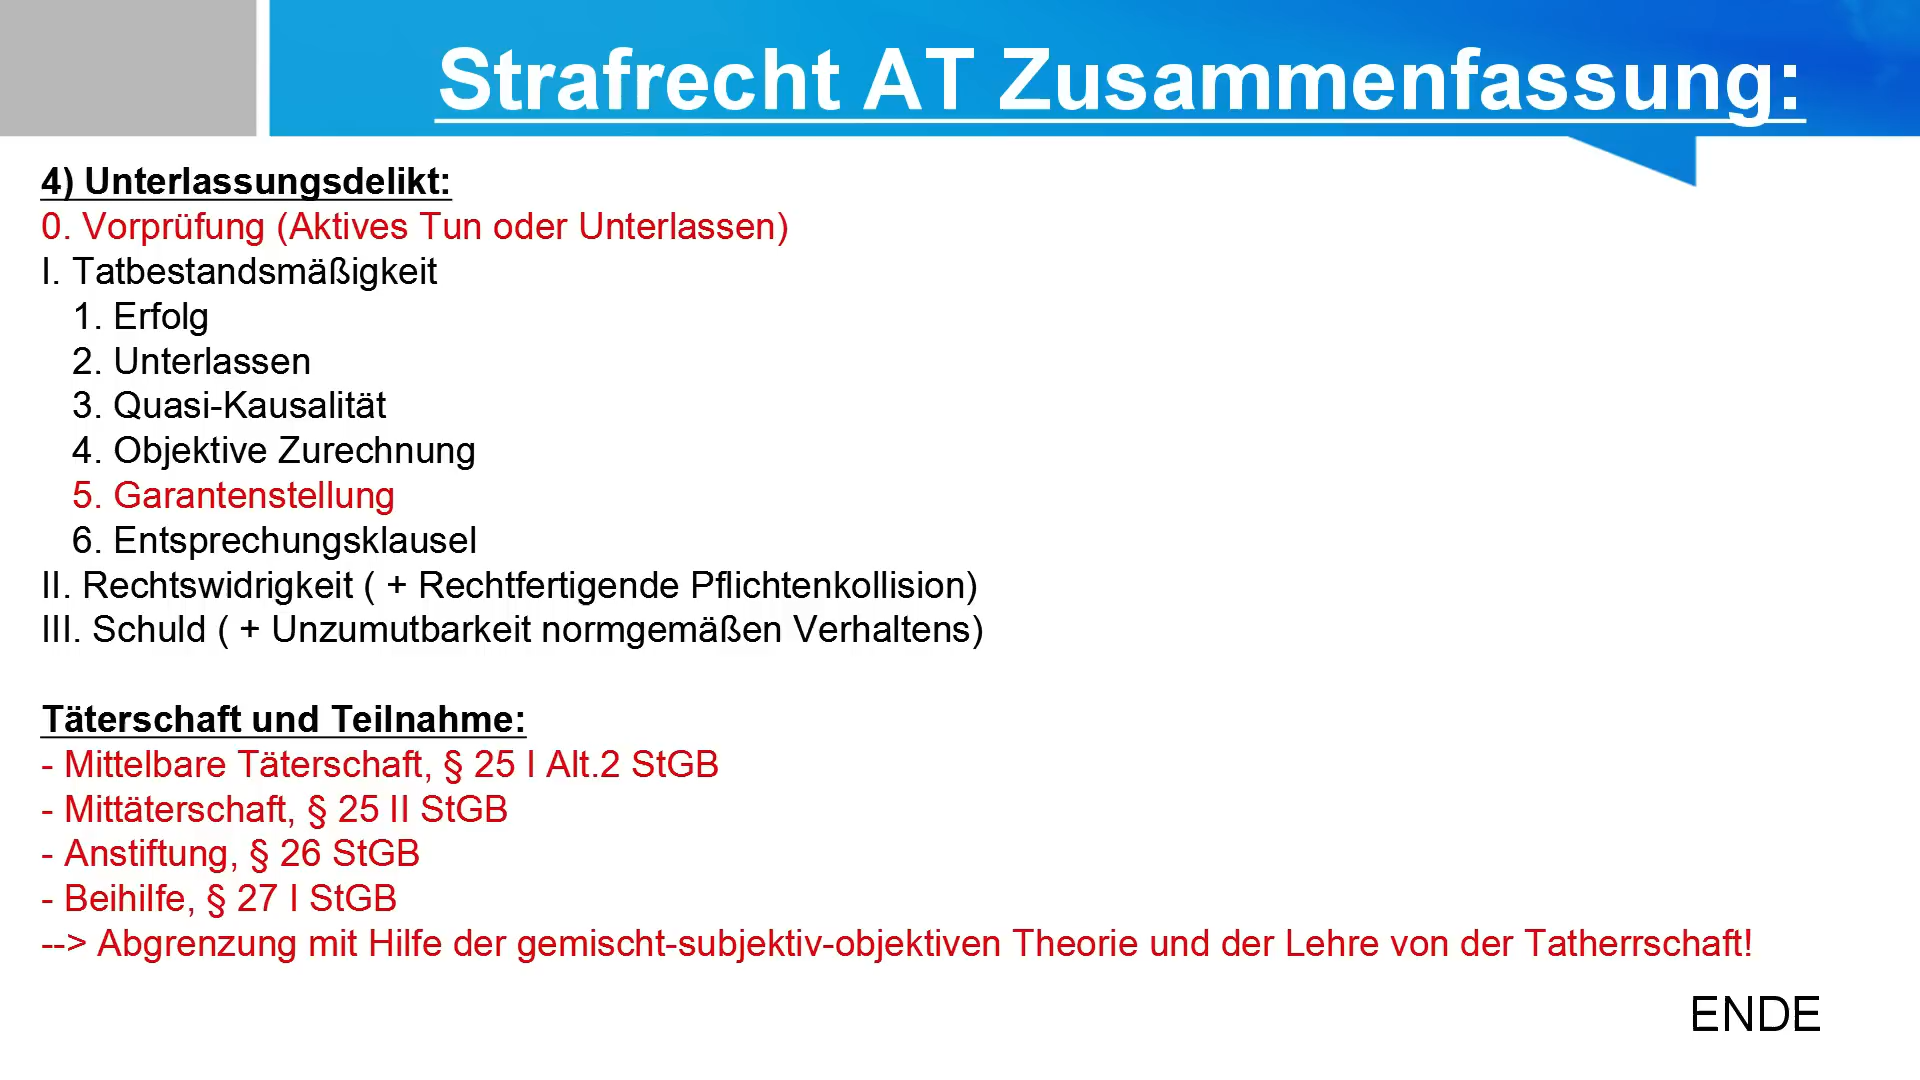 Strafrecht AT Zusammenfassung:
4) Unterlassungsdelikt:
0. Vorprüfung (Aktives Tun oder Unterlassen)
I. Tatbestandsmäßigkeit
1. Erfolg
2. Unterlassen
3. Quasi-Kausalität
4. Objektive Zurechnung
5. Garantenstellung
6. Entsprechungsklausel
II. Rechtswidrigkeit ( + Rechtfertigende Pflichtenkollision)
III. Schuld ( + Unzumutbarkeit normgemäßen Verhaltens)
Täterschaft und Teilnahme:
- Mittelbare Täterschaft, § 25 I Alt.2 StGB
- Mittäterschaft, § 25 II StGB
- Anstiftung, § 26 StGB
- Beihilfe, § 27 I StGB
--> Abgrenzung mit Hilfe der gemischt-subjektiv-objektiven Theorie und der Lehre von der Tatherrschaft!
ENDE